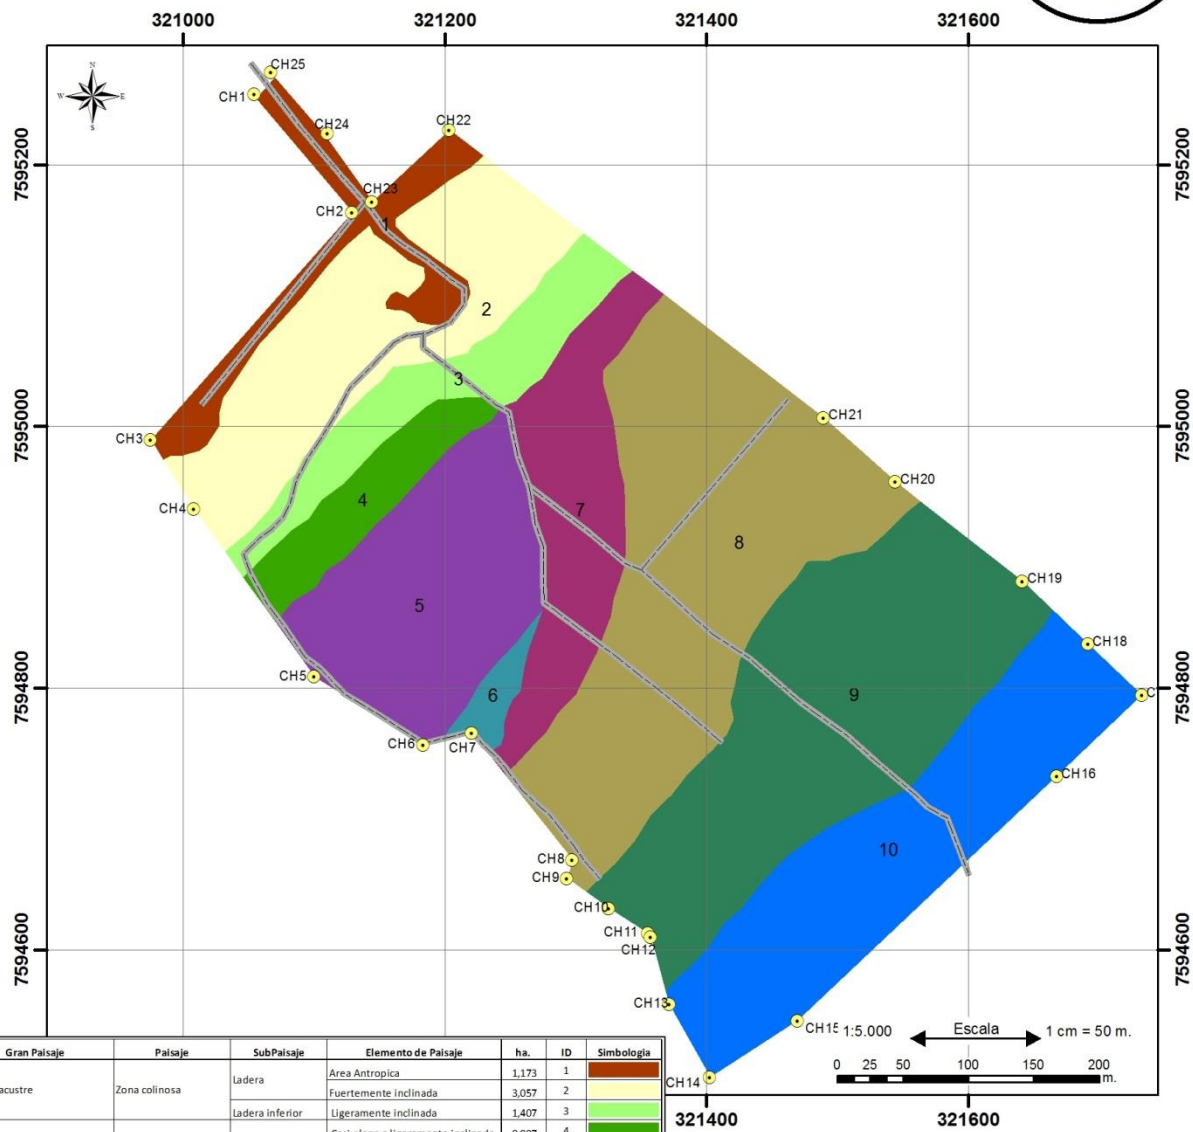 321000 321200 321400 321600
N
W E
S
CH25
CH1
CH24
CH22
7595200 7595200
CH23
CH2
1
2
3
CH3
7595000 7595000
CH21
CH20
4
CH4
7
8
CH19
5
CH18
CH5
6
9
7594800 7594800
CH6
CH7
CH16
10
CH8
CH9
CH10
CH11
CH12
7594600 7594600
CH13
CH15
1:5.000 Escala 1 cm = 50 m.
0 25 50 100 150 200
m.
CH14
321400 321600
Gran Paisaje Paisaje SubPaisaje Elemento de Paisaje ha. ID Simbologia
acustre Zona colinosa Ladera Area Antropica 1,173 1
Fuertemente inclinada 3,057 2
Ladera inferior Ligeramente inclinada 1,407 3
4